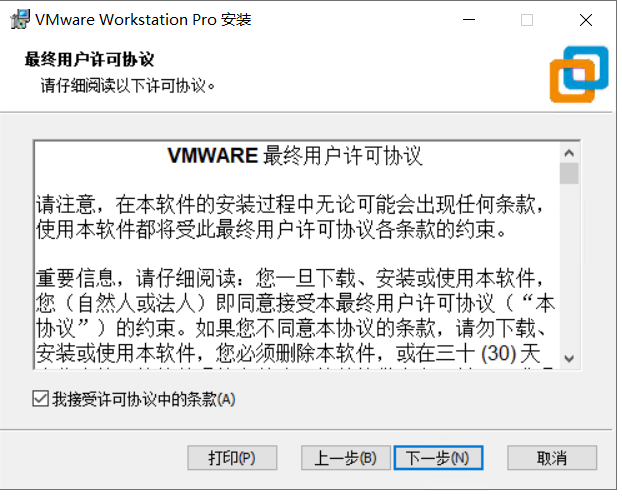 VMware Workstation Pro 安装
最终用户许可协议
请仔细阅读以下许可协议。
VMWARE 最终用户许可协议
请注意，在本软件的安装过程中无论可能会出现任何条款，
使用本软件都将受此最终用户许可协议各条款的约束。
重要信息，请仔细阅读：您一旦下载、安装或使用本软件，
您（自然人或法人）即同意接受本最终用户许可协议（“本
协议”）的约束。如果您不同意本协议的条款，请勿下载、
安装或使用本软件，您必须删除本软件，或在三十 (30) 天
我接受许可协议中的条款(A)
打印(P) 上一步(B) 下一步(N) 取消